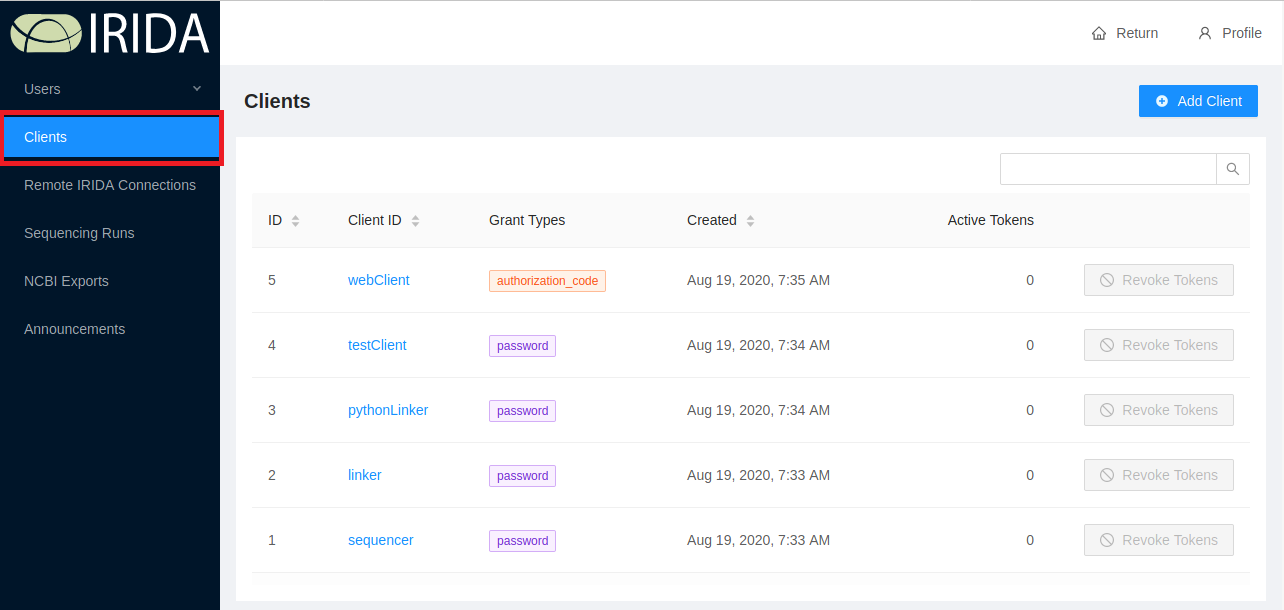 IRIDA
Return Profile
Users
Clients
Remote IRIDA Connections
Sequencing Runs
NCBI Exports
Announcements
Clients
Add Client
ID Client ID Grant Types Created Active Tokens
5 webClient authorization_code Aug 19, 2020, 7:35 AM 0 Revoke Tokens
4 testClient password Aug 19, 2020, 7:34 AM 0 Revoke Tokens
3 pythonLinker password Aug 19, 2020, 7:34 AM 0 Revoke Tokens
2 linker password Aug 19, 2020, 7:33 AM 0 Revoke Tokens
1 sequencer password Aug 19, 2020, 7:33 AM 0 Revoke Tokens